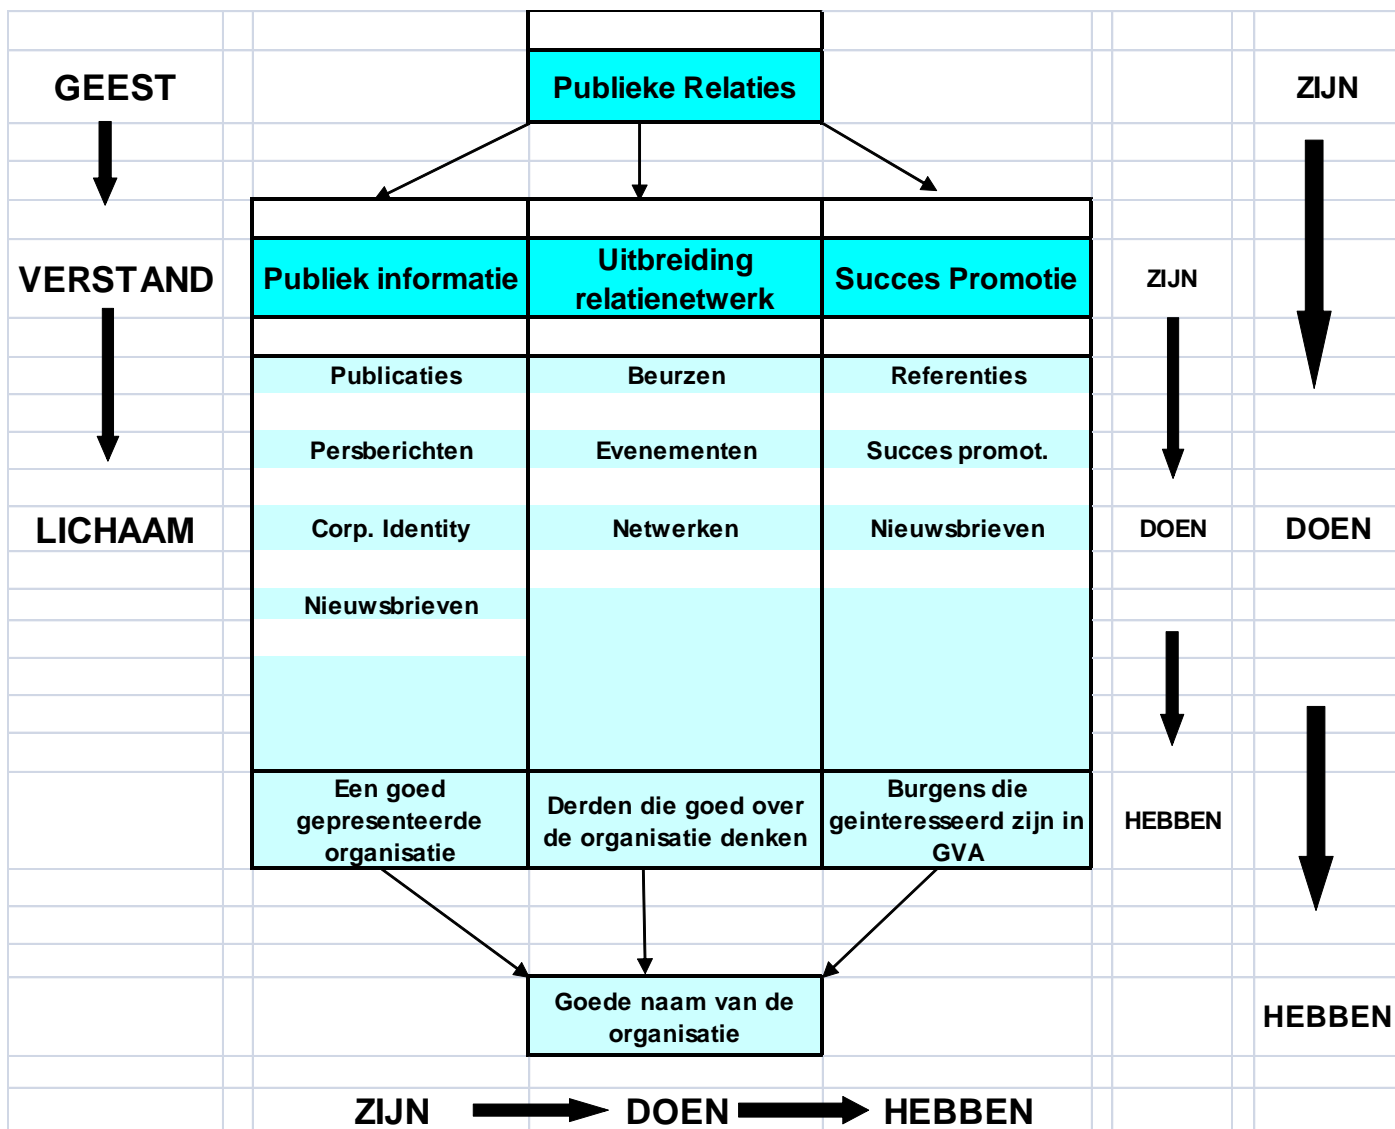 GEEST
Publieke Relaties
ZIJN
VERSTAND
Publiek informatie
Uitbreiding
relatienetwerk
Succes Promotie
ZIJN
Publicaties
Beurzen
Referenties
Persberichten
Evenementen
Succes promot.
LICHAAM
Corp. Identity
Netwerken
Nieuwsbrieven
DOEN
DOEN
Nieuwsbrieven
Een goed
gepresenteerde
organisatie
Derden die goed over
de organisatie denken
Burgens die
geinteresseerd zijn in
GVA
HEBBEN
Goede naam van de
organisatie
HEBBEN
ZIJN DOEN HEBBEN